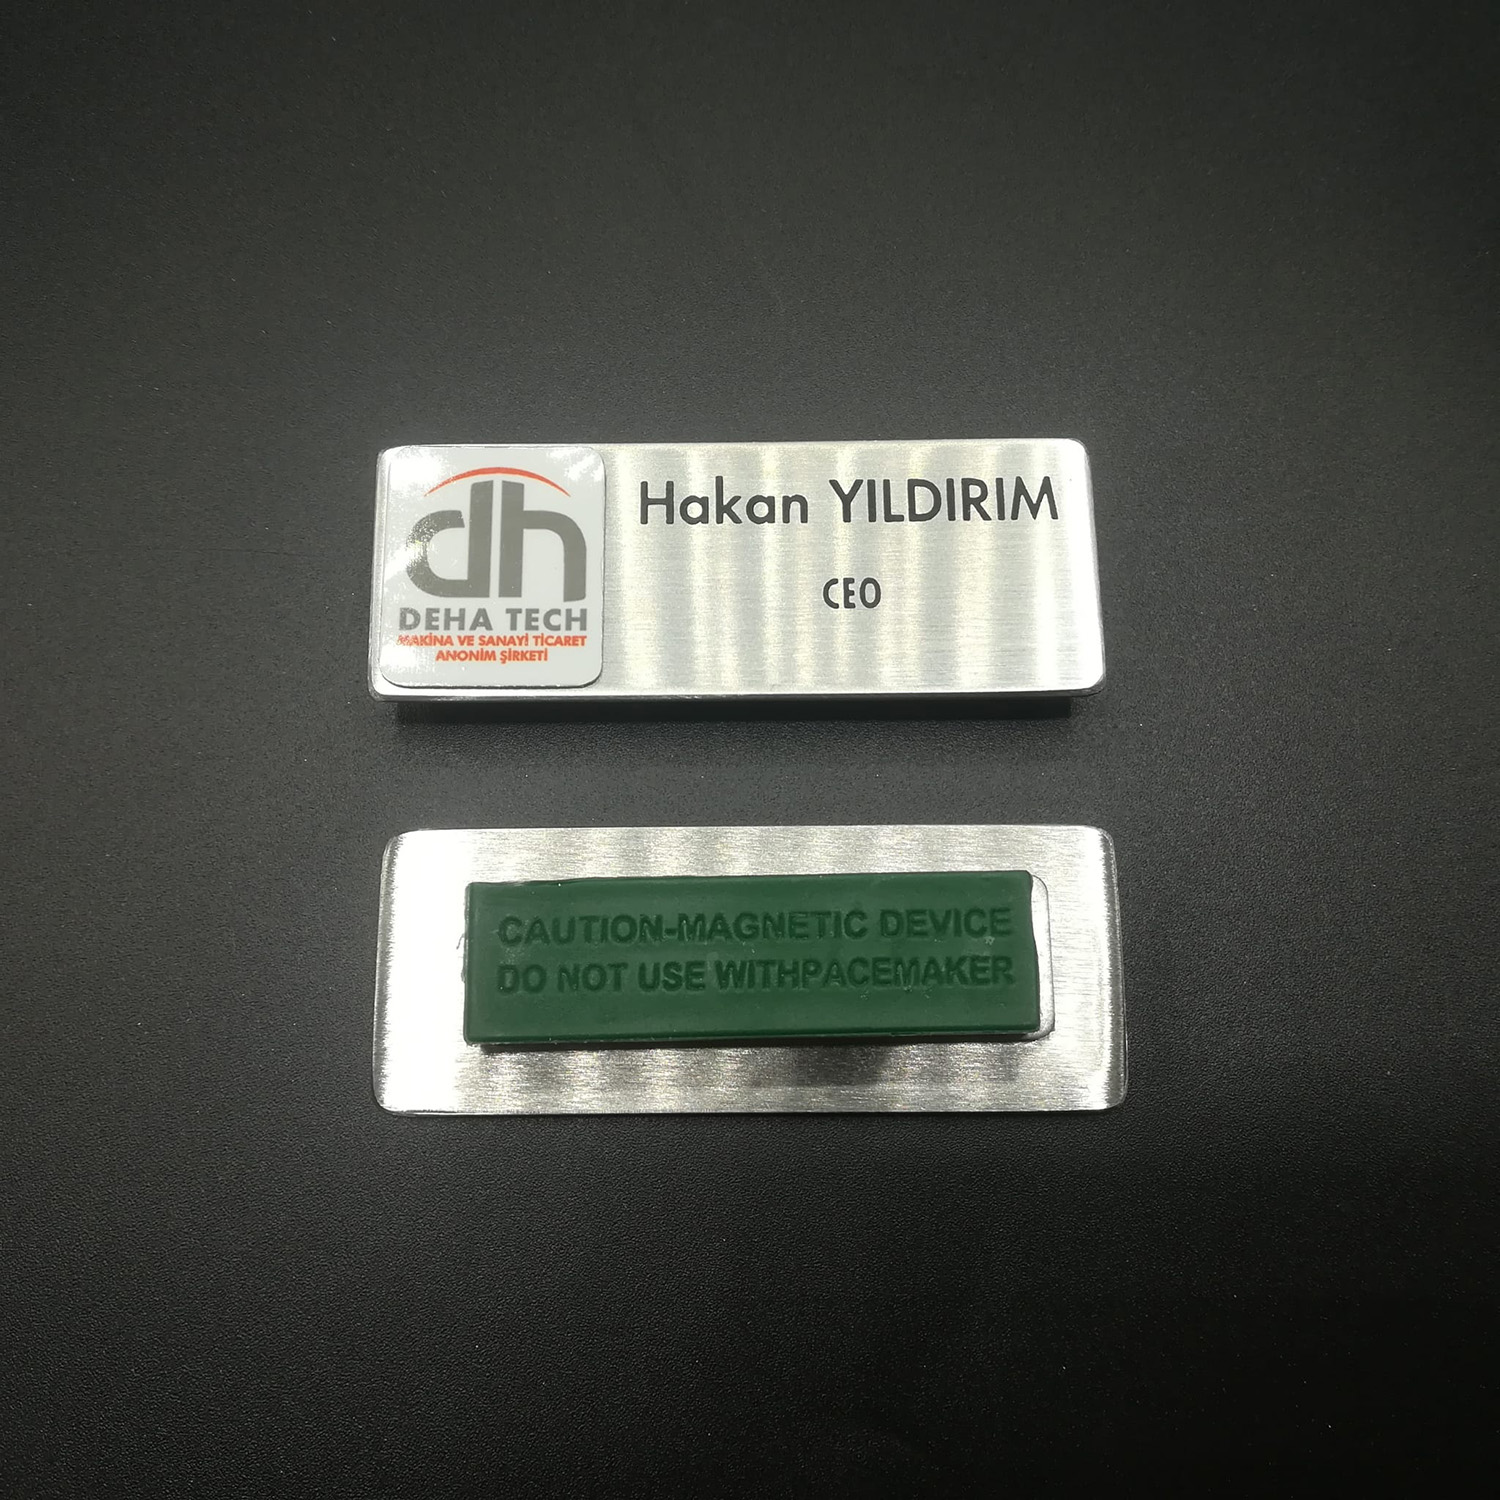 dh
DEHA TECH
MAKİNA VE SANAYİ TİCARET
ANONİM ŞİRKETİ
Hakan YILDIRIM
CEO
CAUTION-MAGNETIC DEVICE
DO NOT USE WITHPACEMAKER